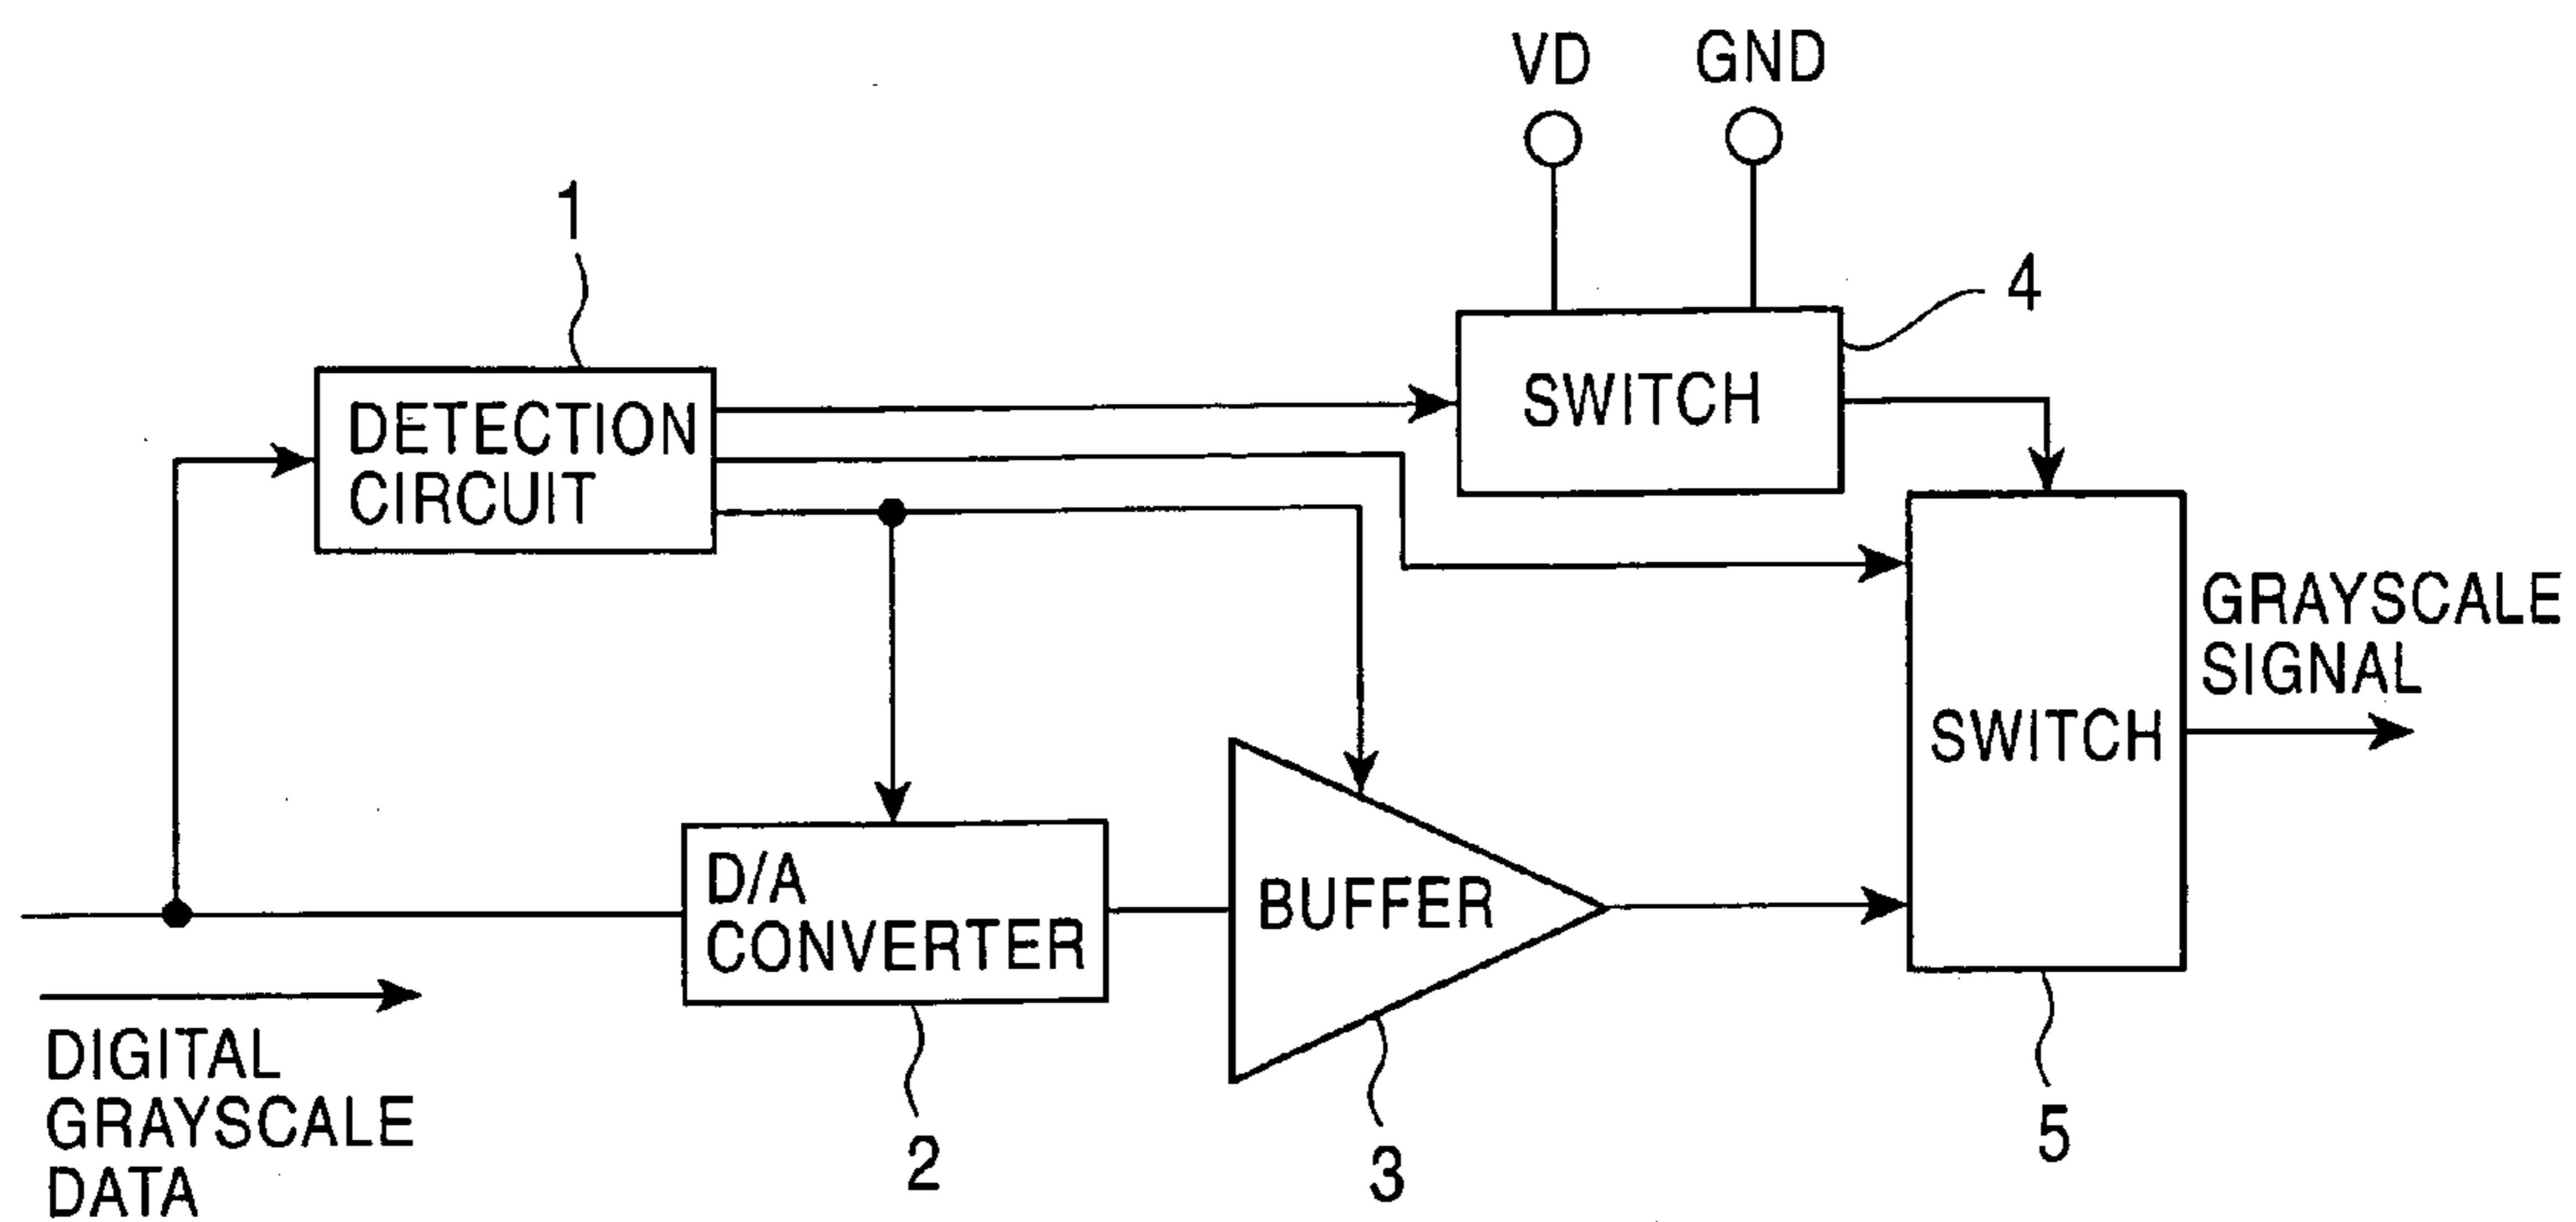 VD
GND
1
4
DETECTION
CIRCUIT
SWITCH
GRAYSCALE
SIGNAL
SWITCH
D/A
CONVERTER
BUFFER
DIGITAL
GRAYSCALE
DATA
2
3
5